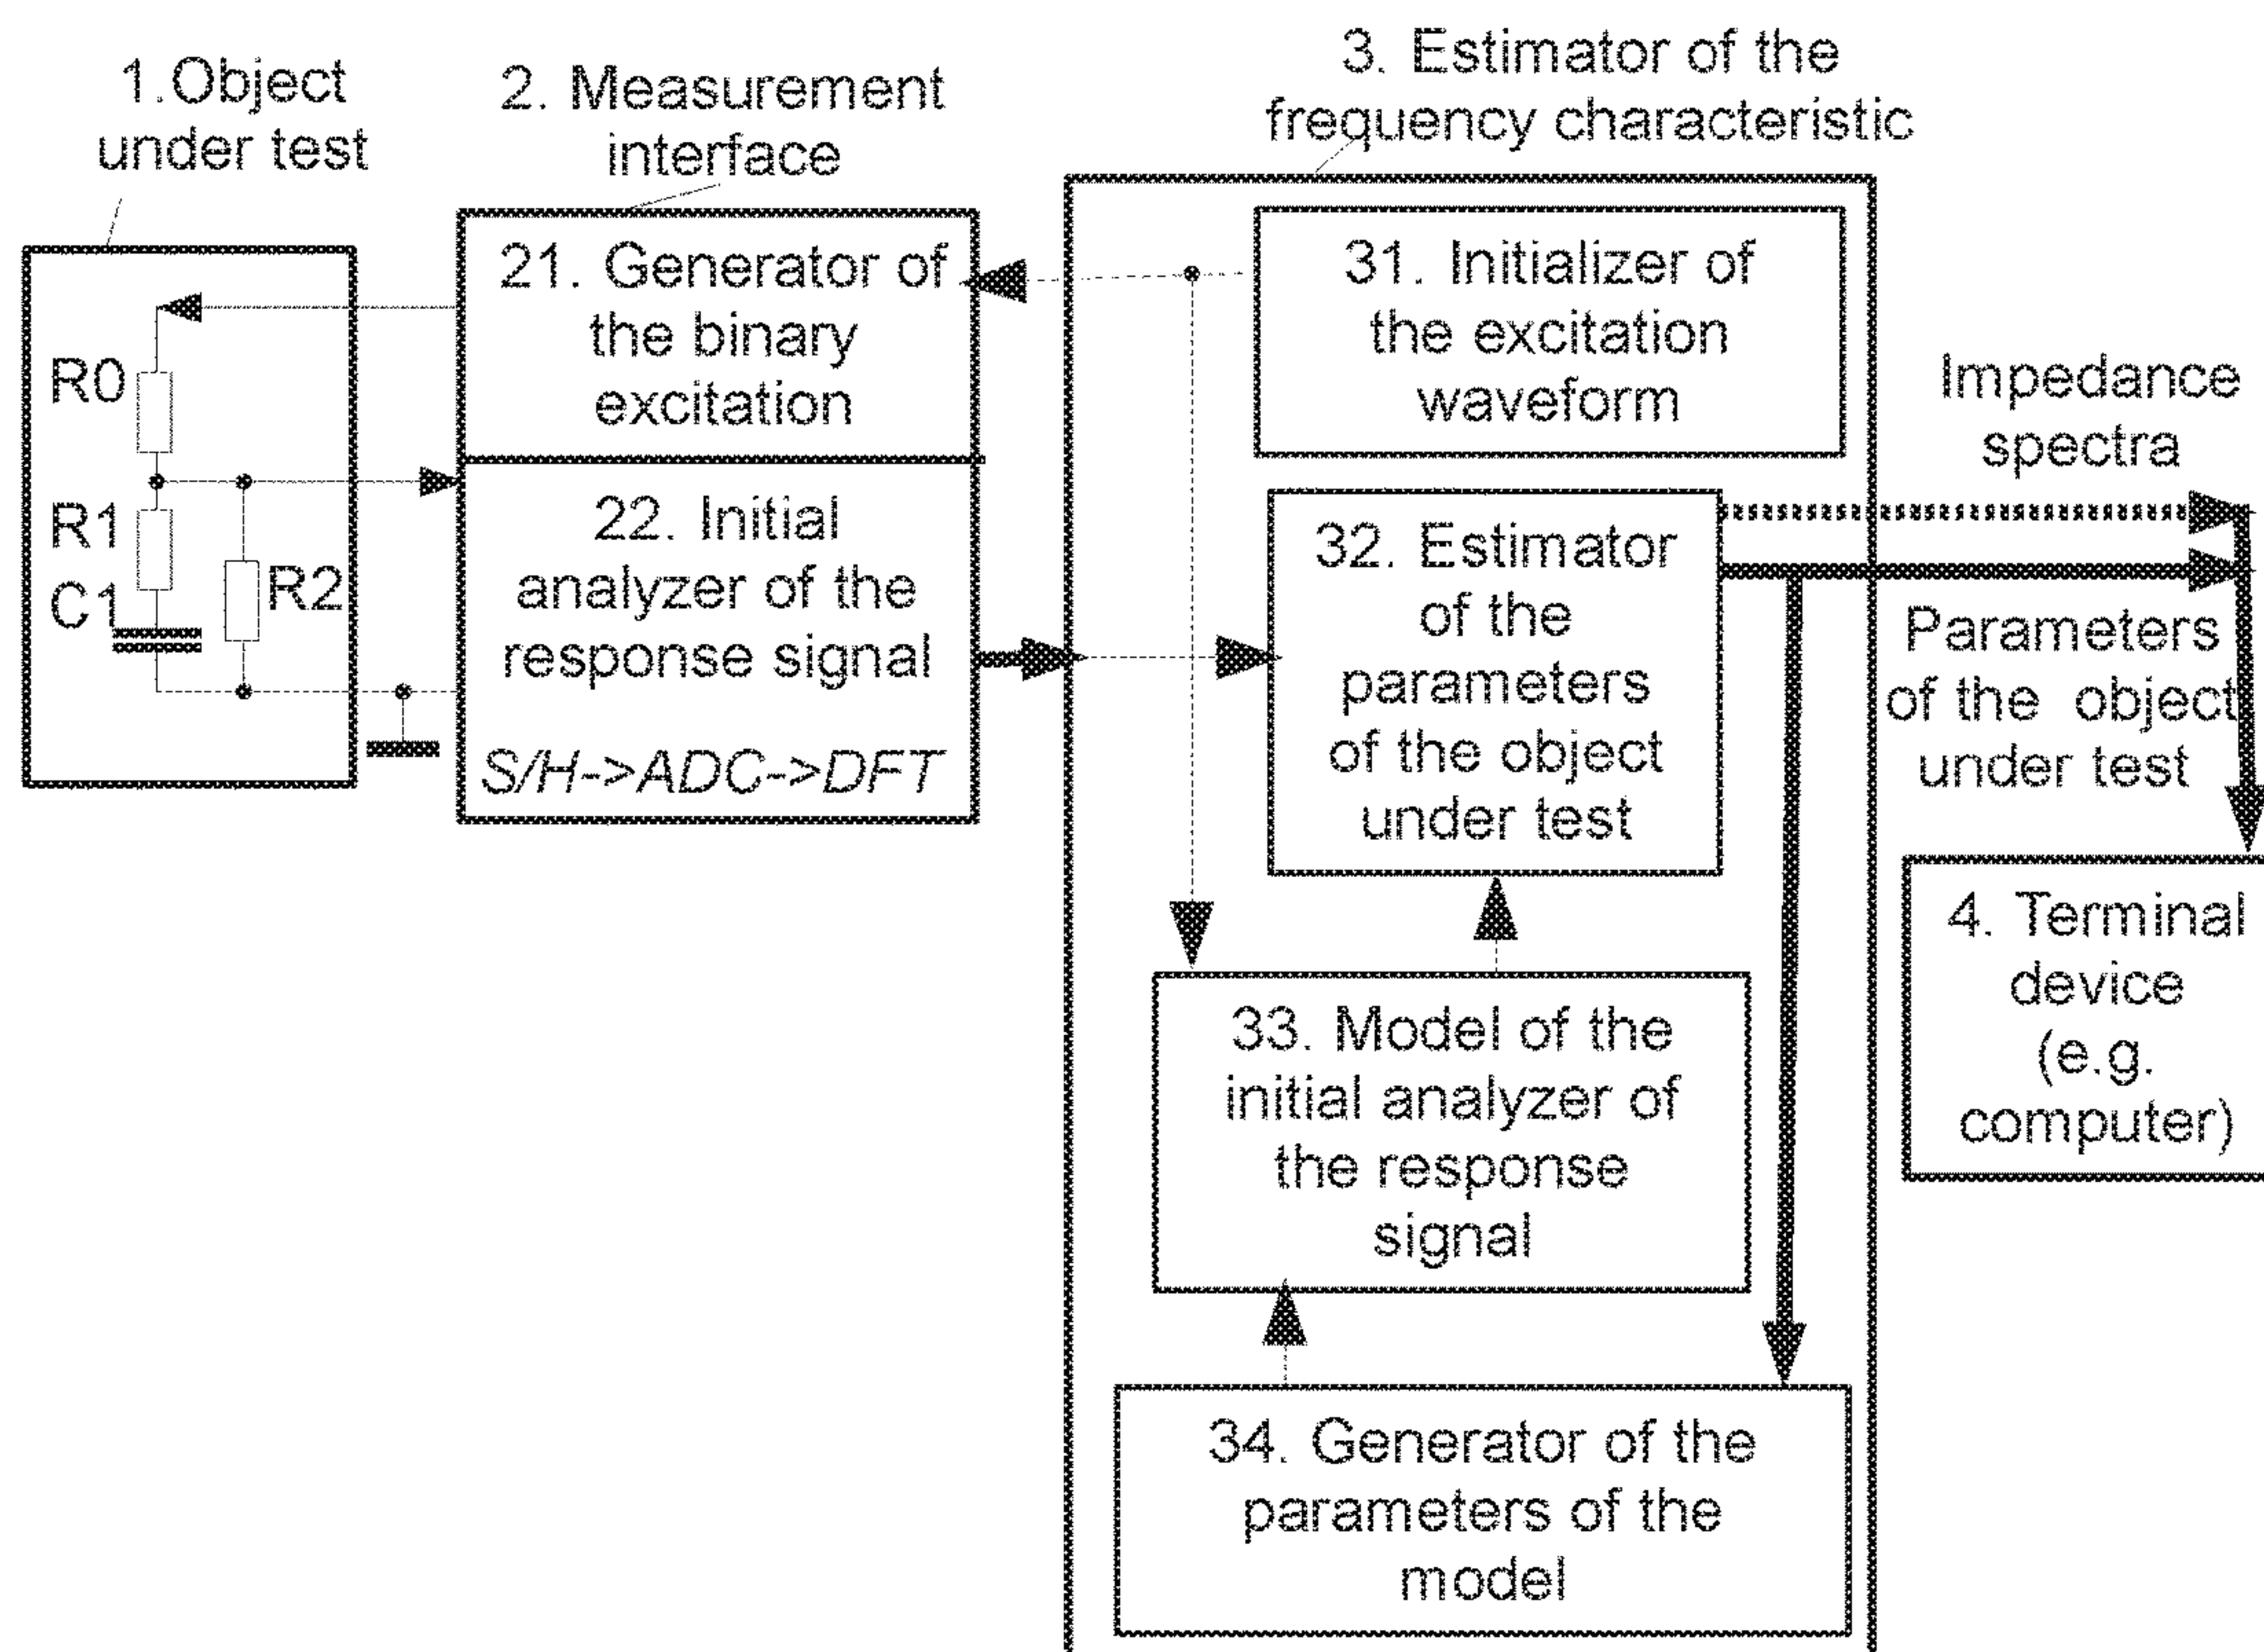 1.Object
under test
2. Measurement
interface
3. Estimator of the
frequency characteristic
R0
R1
C1
R2
21. Generator of
the binary
excitation
22. Initial
analyzer of the
response signal
S/H->ADC->DFT
31. Initializer of
the excitation
waveform
32. Estimator
of the
parameters
of the object
under test
33. Model of the
initial analyzer of
the response
signal
34. Generator of the
parameters of the
model
Impedance
spectra
Parameters
of the object
under test
4. Terminal
device
(e.g.
computer)